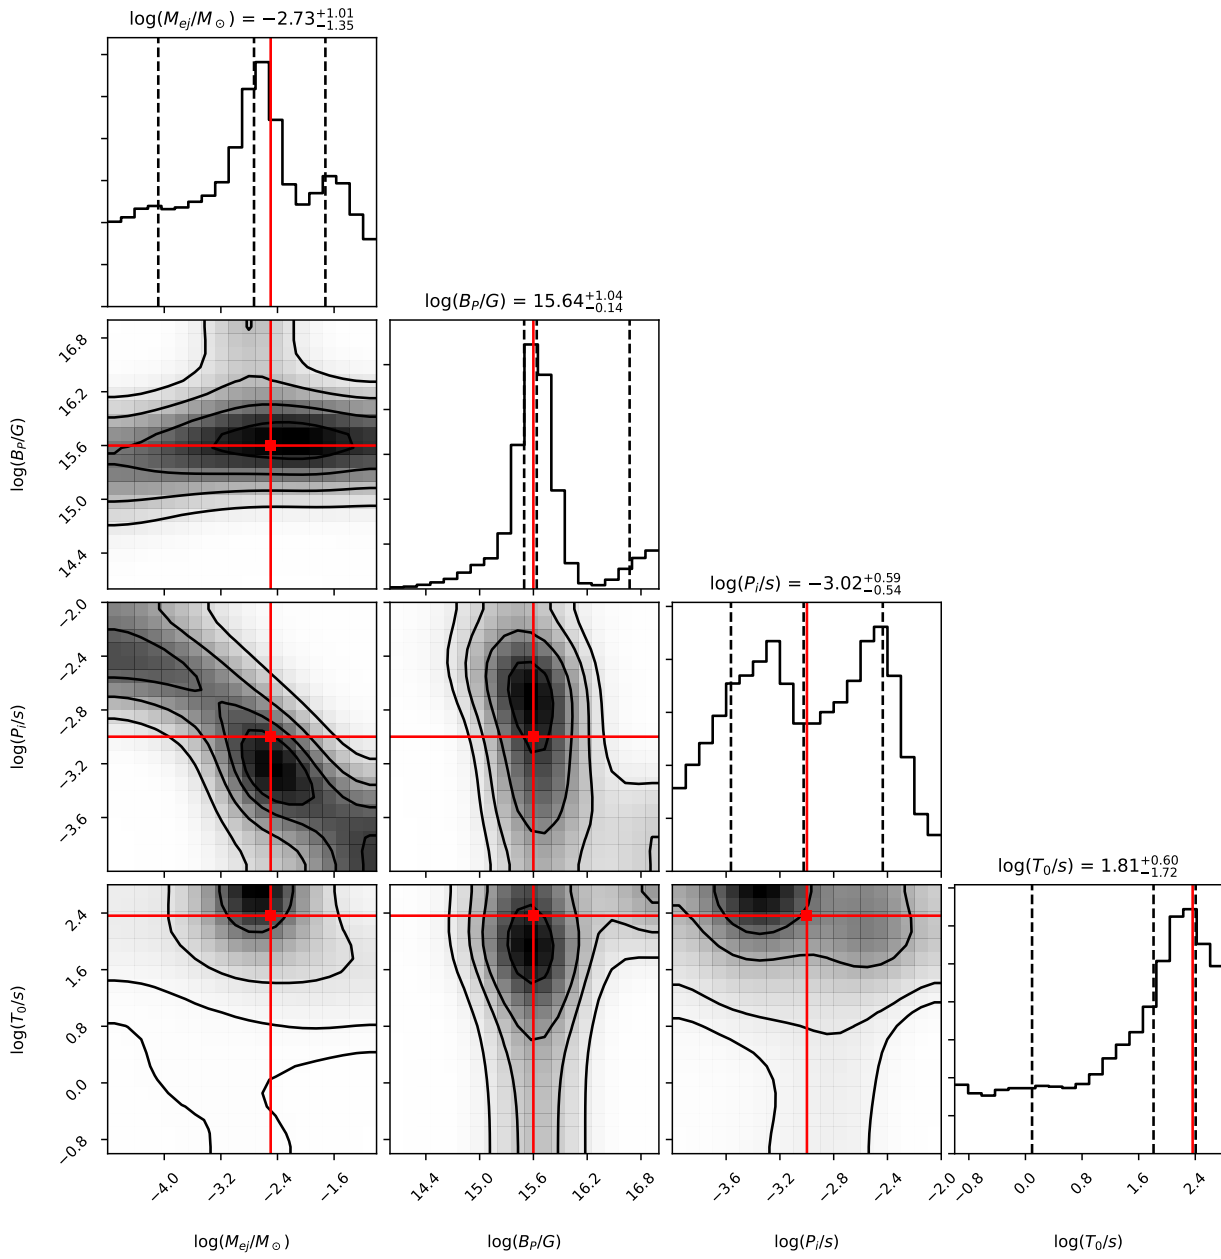 log(M_ej/M_⊙) = −2.73^{+1.01}_{−1.35}
log(B_P/G) = 15.64^{+1.04}_{−0.14}
16.8
16.2
15.6
15.0
14.4
log(B_P/G)
log(P_i/s) = −3.02^{+0.59}_{−0.54}
−2.0
−2.4
−2.8
−3.2
−3.6
log(P_i/s)
log(T_0/s) = 1.81^{+0.60}_{−1.72}
2.4
1.6
0.8
0.0
−0.8
log(T_0/s)
−4.0 −3.2 −2.4 −1.6
14.4 15.0 15.6 16.2 16.8
−3.6 −3.2 −2.8 −2.4 −2.0
−0.8 0.0 0.8 1.6 2.4
log(M_ej/M_⊙) log(B_P/G) log(P_i/s) log(T_0/s)